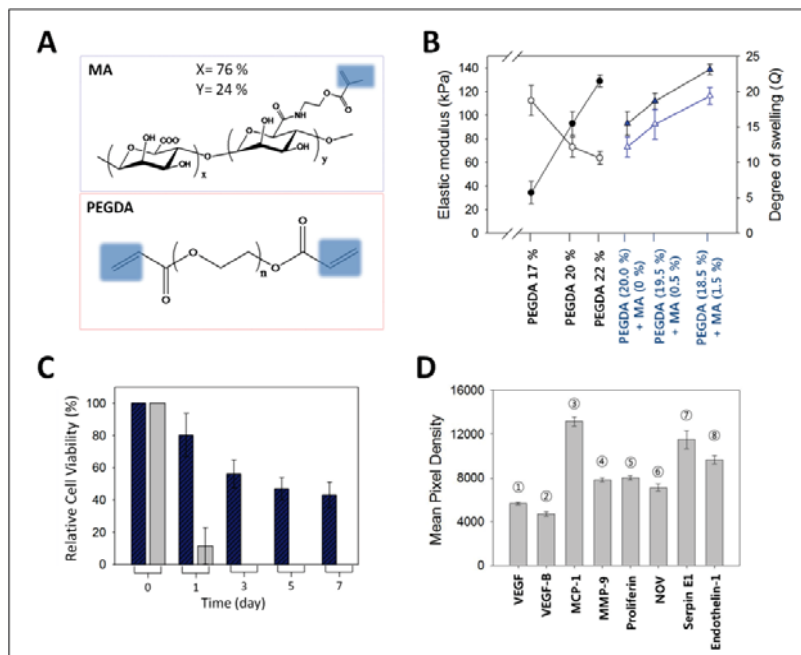 A
MA
X= 76 %
Y= 24 %
O
O
NH
OH
O
COO
O
HO
OH
x
O
O
HO
OH
O
y
PEGDA
O
O
O
O
n
B
Elastic modulus (kPa)
140
120
100
80
60
40
20
0
25
20
15
10
5
0
Degree of swelling (Q)
PEGDA 17 %
PEGDA 20 %
PEGDA 22 %
PEGDA (20.0 %)
+ MA (0 %)
PEGDA (19.5 %)
+ MA (0.5 %)
PEGDA (18.5 %)
+ MA (1.5 %)
C
Relative Cell Viability (%)
100
80
60
40
20
0
0
1
3
5
7
Time (day)
D
Mean Pixel Density
16000
12000
8000
4000
0
①
②
③
④
⑤
⑥
⑦
⑧
VEGF
VEGF-B
MCP-1
MMP-9
Proliferin
NOV
Serpin E1
Endothelin-1